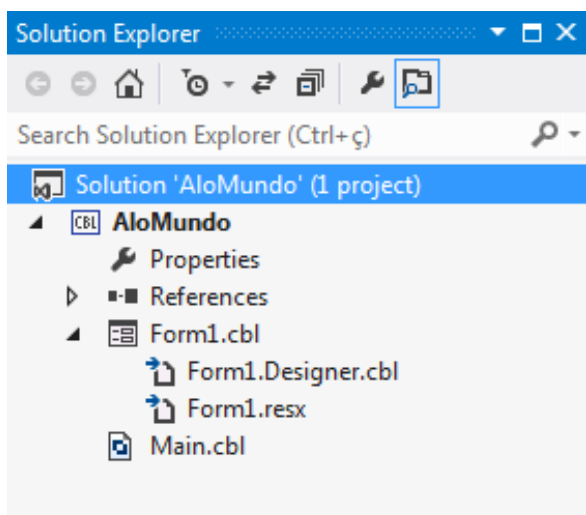 Solution Explorer
Search Solution Explorer (Ctrl+ç)
Solution 'AloMundo' (1 project)
CBL AloMundo
Properties
References
Form1.cbl
Form1.Designer.cbl
Form1.resx
Main.cbl